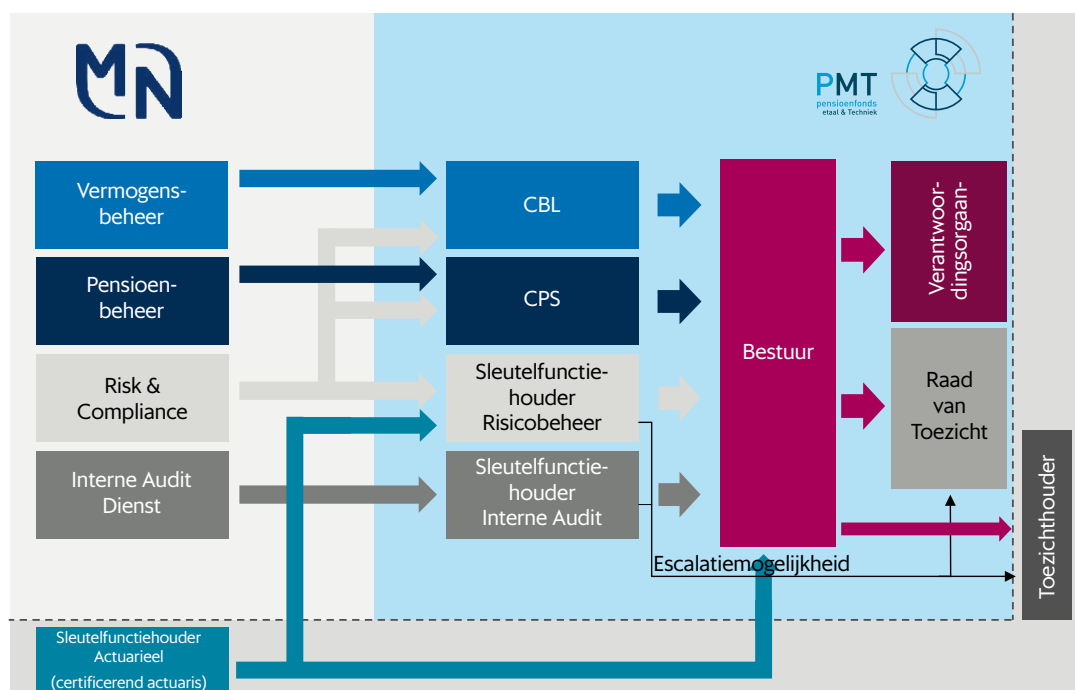 MN
PMT
pensioenfonds
etaal & Techniek
Vermogens-
beheer
CBL
Pensioen-
beheer
CPS
Risk &
Compliance
Sleutelfunctie-
houder
Risicobeheer
Interne Audit
Dienst
Sleutelfunctie-
houder
Interne Audit
Bestuur
Verantwoor-
dingsorgaan-
Raad
van
Toezicht
Toezichthouder
Escalatiemogelijkheid
Sleutelfunctiehouder
Actuarieel
(certificerend actuaris)